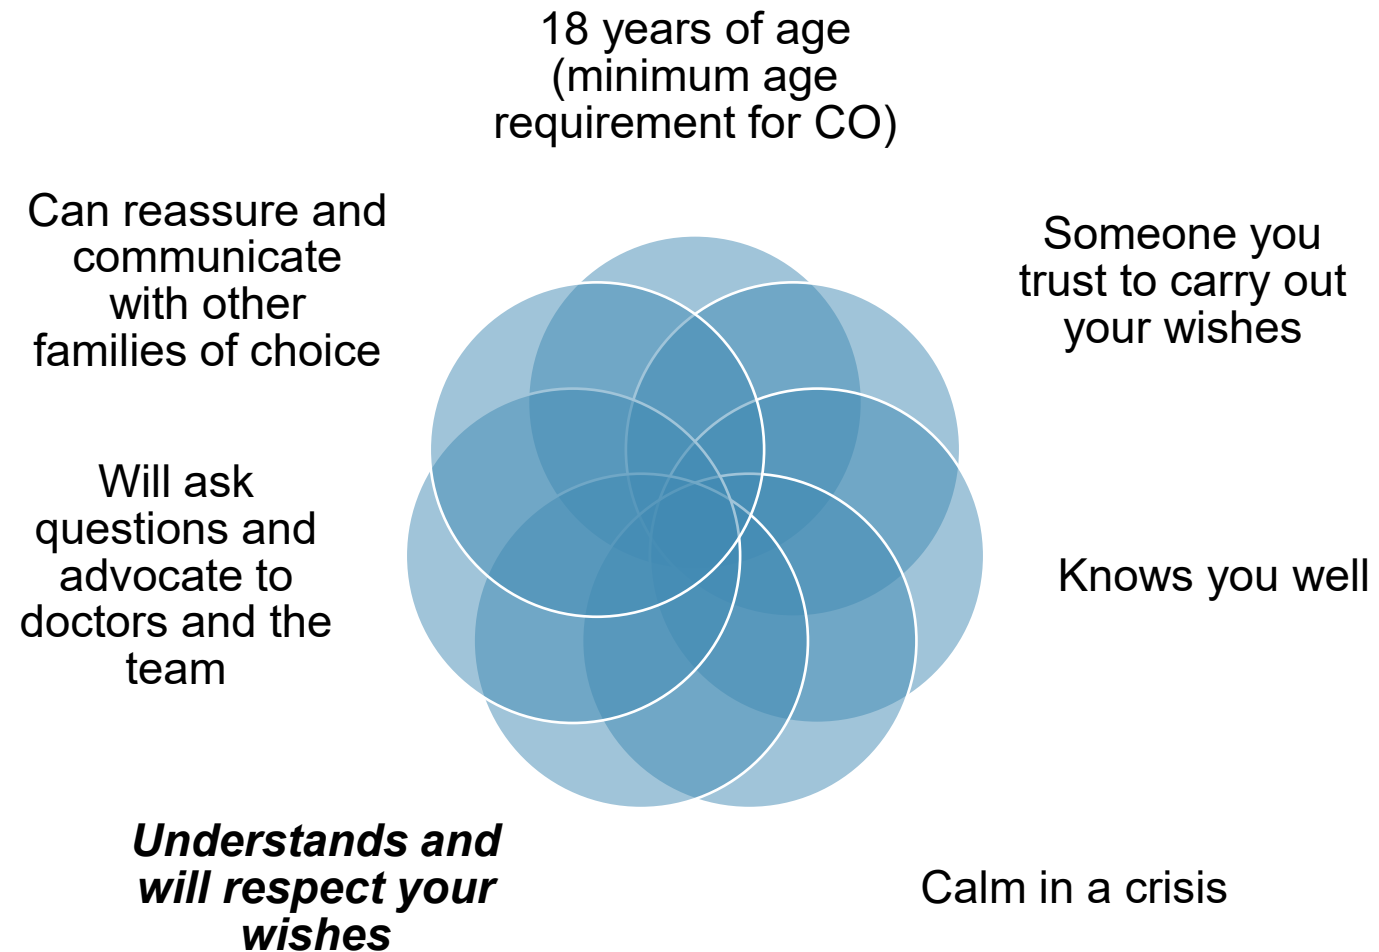 18 years of age
(minimum age
requirement for CO)
Someone you
trust to carry out
your wishes
Knows you well
Calm in a crisis
Understands and
will respect your
wishes
Will ask
questions and
advocate to
doctors and the
team
Can reassure and
communicate
with other
families of choice